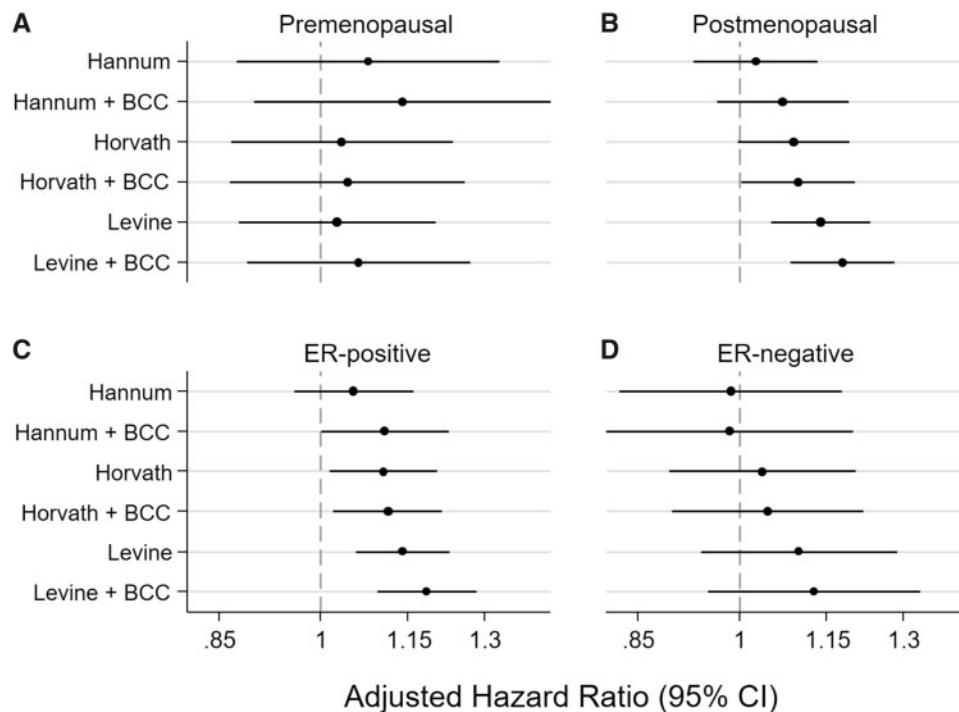 A Premenopausal
B Postmenopausal
Hannum
Hannum + BCC
Horvath
Horvath + BCC
Levine
Levine + BCC
C ER-positive
D ER-negative
Hannum
Hannum + BCC
Horvath
Horvath + BCC
Levine
Levine + BCC
.85 1 1.15 1.3
.85 1 1.15 1.3
Adjusted Hazard Ratio (95% CI)